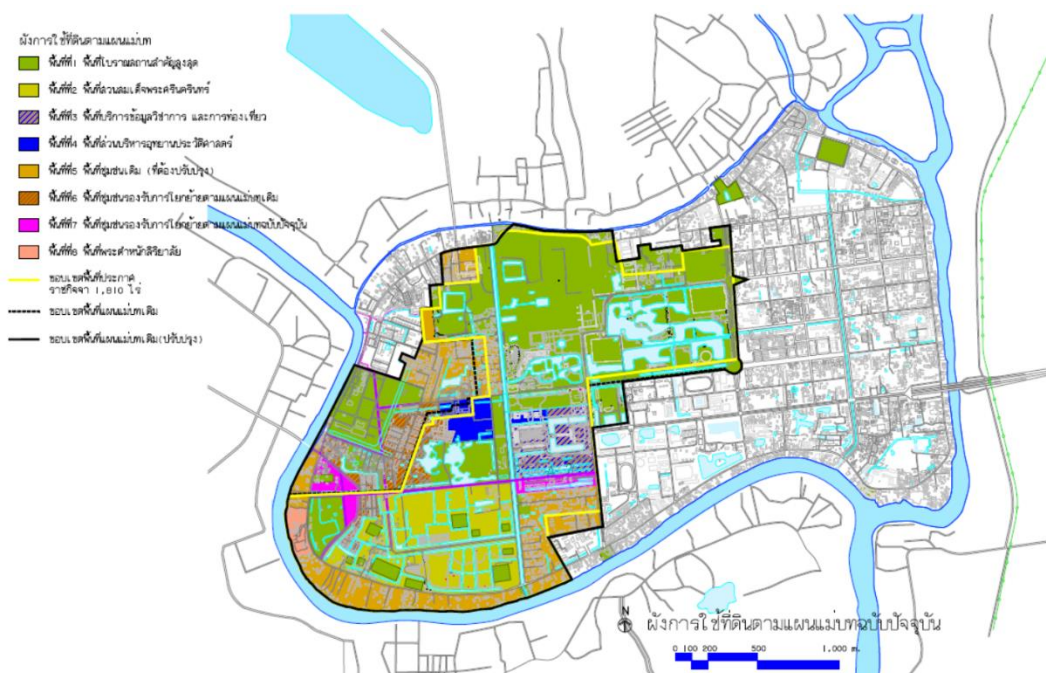 ผังการใช้ที่ดินตามแผนแม่บท
พื้นที่ที่1 พื้นที่โบราณสถานสำคัญสูงสุด
พื้นที่ที่2 พื้นที่สวนสมเด็จพระศรีนครินทร์
พื้นที่ที่3 พื้นที่บริการข้อมูลวิชาการ และการท่องเที่ยว
พื้นที่ที่4 พื้นที่ส่วนบริหารอุทยานประวัติศาสตร์
พื้นที่ที่5 พื้นที่ชุมชนเดิม (ที่ต้องปรับปรุง)
พื้นที่ที่6 พื้นที่ชุมชนรองรับการโยกย้ายตามแผนแม่บทเดิม
พื้นที่ที่7 พื้นที่ชุมชนรองรับการโยกย้ายตามแผนแม่บทฉบับปัจจุบัน
พื้นที่ที่8 พื้นที่พระตำหนักสิริยาลัย
ขอบเขตพื้นที่ประกาศ
ราชกิจจา 1,810 ไร่
ขอบเขตพื้นที่แผนแม่บทเดิม
ขอบเขตพื้นที่แผนแม่บทเดิม(ปรับปรุง)
N
ผังการใช้ที่ดินตามแผนแม่บทฉบับปัจจุบัน
0 100 200 500 1,000 m.